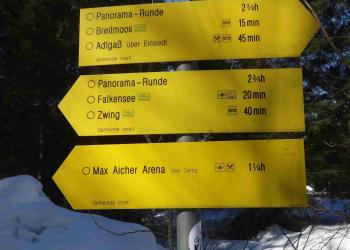 Panorama-Runde 2¾h
Breitmoos 15 min
Adlgaß über Einsiedl 45 min
Gemeinde Inzell
Panorama-Runde 2¾h
Falkensee 20 min
Zwing 40 min
Gemeinde Inzell
Max Aicher Arena über Zwing 1¼h
Gemeinde Inzell